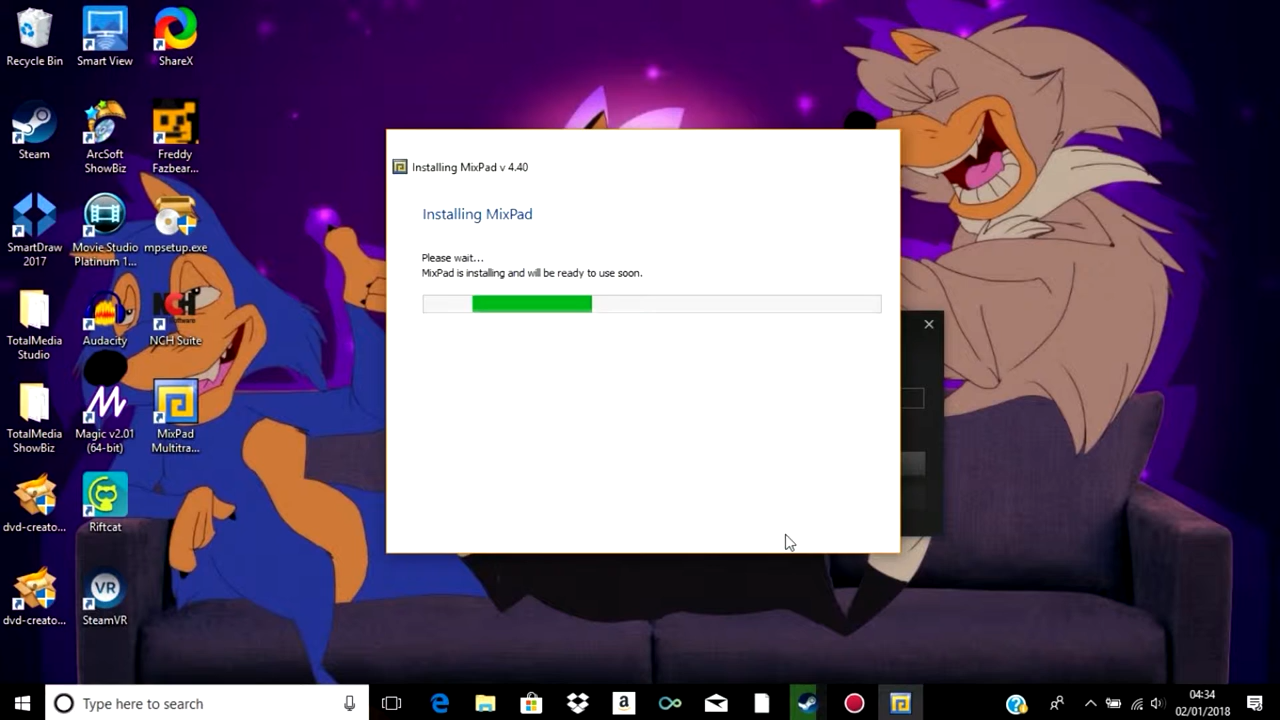 Recycle Bin
Smart View
ShareX
Steam
ArcSoft
ShowBiz
Freddy
Fazbear...
SmartDraw
2017
Movie Studio
Platinum 1...
mpsetup.exe
TotalMedia
Studio
Audacity
NCH
Software
NCH Suite
TotalMedia
ShowBiz
Magic v2.01
(64-bit)
MixPad
Multitra...
dvd-creato...
Riftcat
dvd-creato...
VR
SteamVR
Installing MixPad v 4.40
Installing MixPad
Please wait...
MixPad is installing and will be ready to use soon.
Type here to search
04:34
02/01/2018